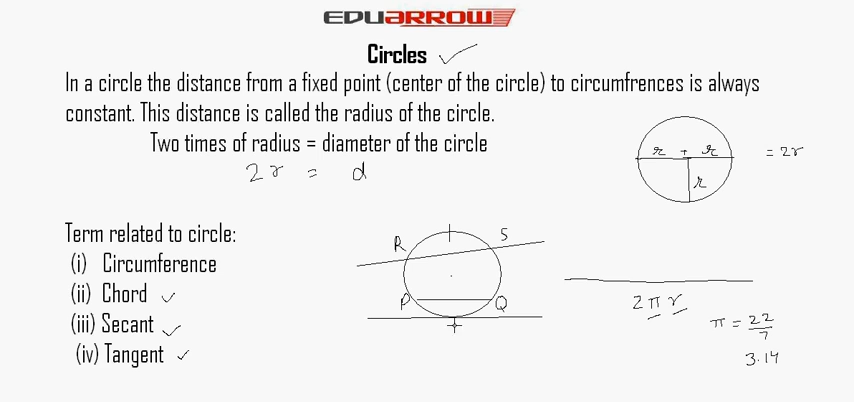 EDUARROW
Circles
In a circle the distance from a fixed point (center of the circle) to circumfrences is always
constant. This distance is called the radius of the circle.
Two times of radius = diameter of the circle
2r = d
r r = 2r
r
Term related to circle:
(i) Circumference
(ii) Chord
(iii) Secant
(iv) Tangent
R S
P Q
2πr
π = 22/7
3.14